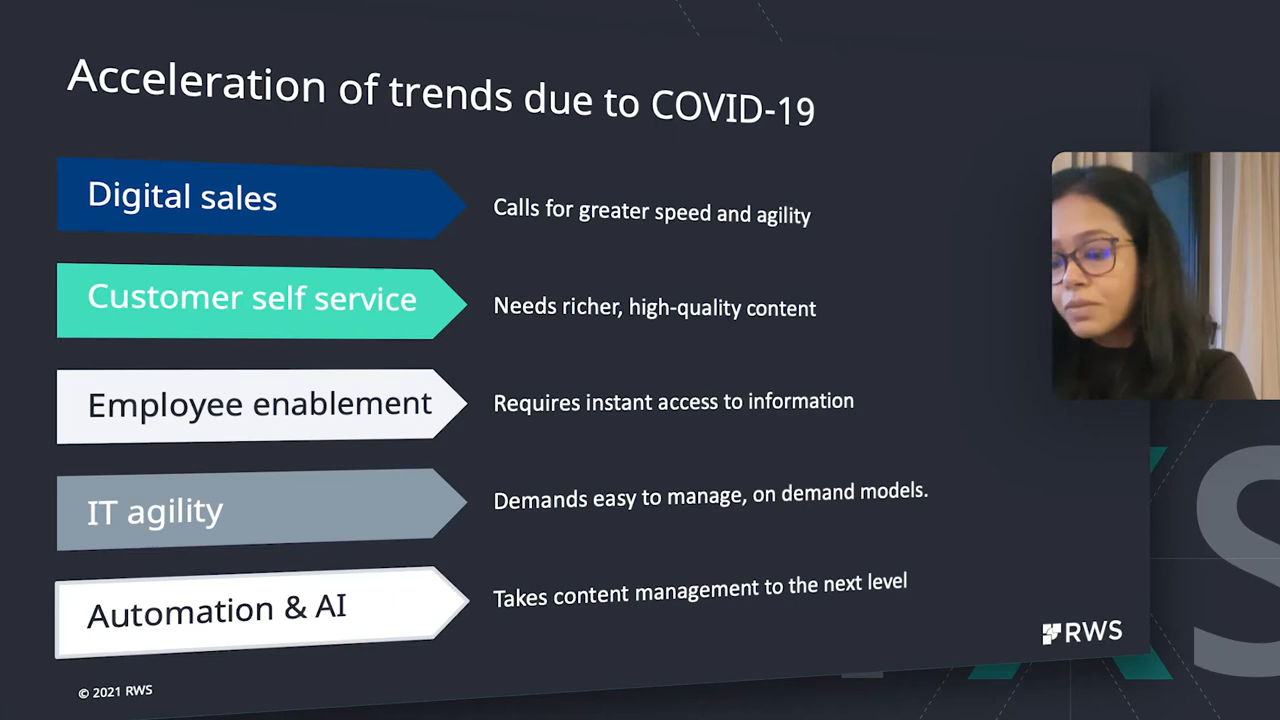 Acceleration of trends due to COVID-19
Digital sales
Calls for greater speed and agility
Customer self service
Needs richer, high-quality content
Employee enablement
Requires instant access to information
IT agility
Demands easy to manage, on demand models.
Automation & AI
Takes content management to the next level
RWS
© 2021 RWS